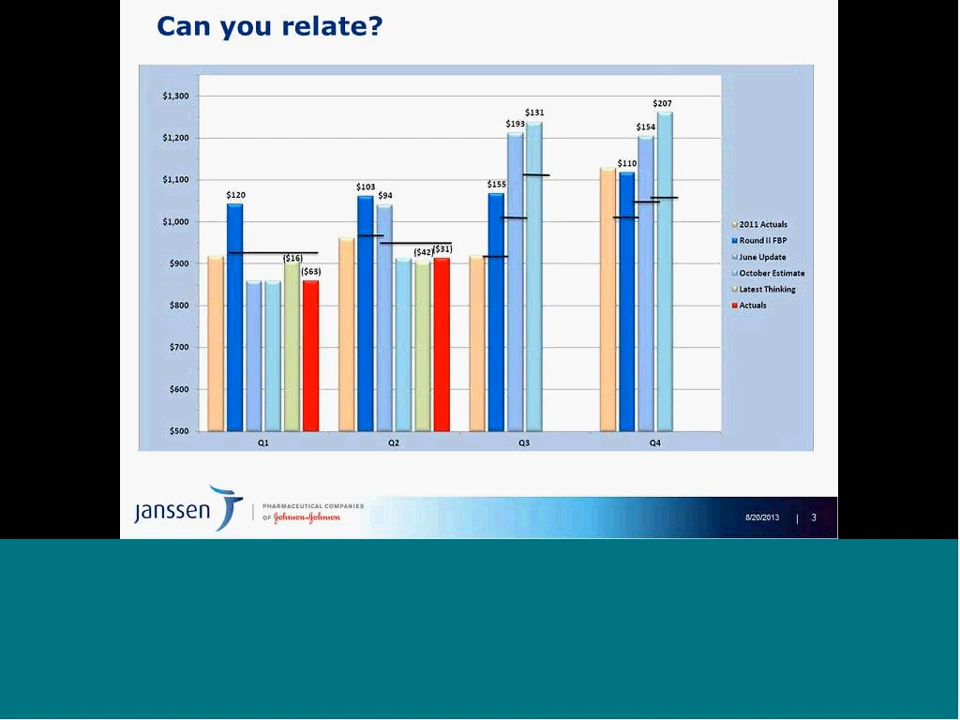 Can you relate?
$1,300
$1,200
$1,100
$1,000
$900
$800
$700
$600
$500
$120
($16)
($63)
$103
$94
($42)
($31)
$155
$193
$131
$110
$154
$207
Q1
Q2
Q3
Q4
2011 Actuals
Round II FBP
June Update
October Estimate
Latest Thinking
Actuals
janssen
PHARMACEUTICAL COMPANIES
OF Johnson & Johnson
8/20/2013 | 3